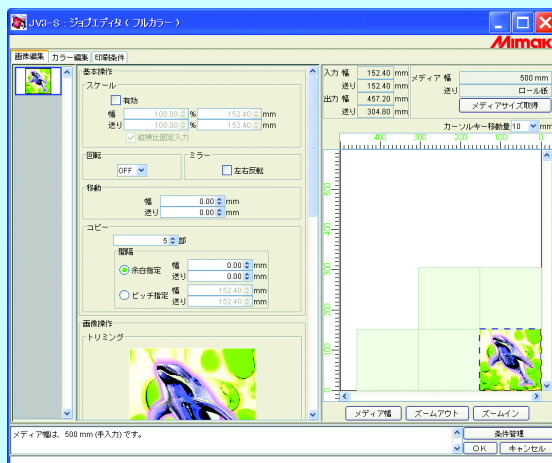 JV3-S : ジョブエディタ ( フルカラー )
Mimaki
画像編集 カラー編集 印刷条件
基本操作
スケール
有効
幅 100.00 % 152.40 mm
送り 100.00 % 152.40 mm
縦横比固定入力
回転
OFF
ミラー
左右反転
移動
幅 0.00 mm
送り 0.00 mm
コピー
5 部
間隔
余白指定
幅 0.00 mm
送り 0.00 mm
ピッチ指定
幅 152.40 mm
送り 152.40 mm
画像操作
トリミング
入力 幅 152.40 mm
送り 152.40 mm
出力 幅 457.20 mm
送り 304.80 mm
メディア 幅 500 mm
送り ロール紙
メディアサイズ取得
カーソルキー移動量 10 mm
400 300 200 100 0
500
400
300
200
100
0
メディア幅 ズームアウト ズームイン
メディア幅は、500 mm (手入力) です。
条件管理
OK キャンセル